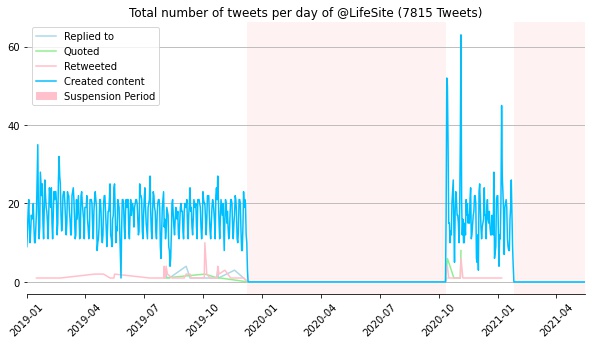 Total number of tweets per day of @LifeSite (7815 Tweets)
Replied to
Quoted
Retweeted
Created content
Suspension Period
60
40
20
0
2019-01
2019-04
2019-07
2019-10
2020-01
2020-04
2020-07
2020-10
2021-01
2021-04